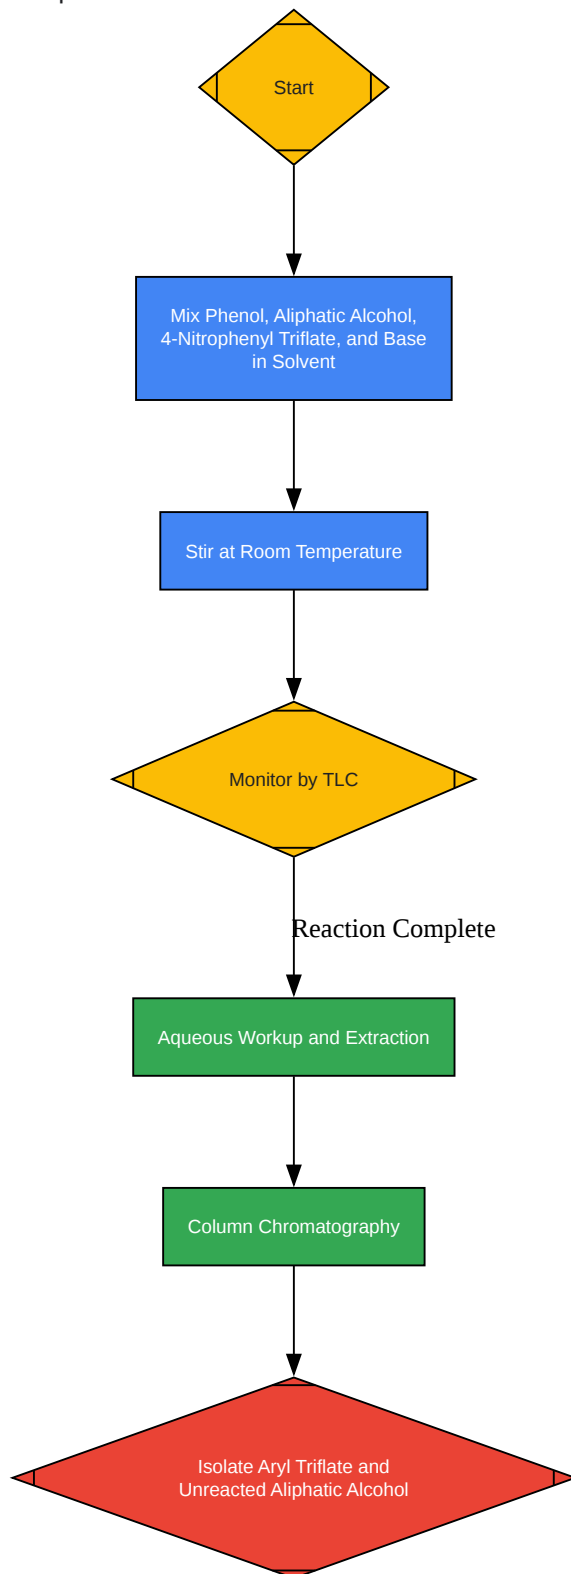 Start
Mix Phenol, Aliphatic Alcohol,
4-Nitrophenyl Triflate, and Base
in Solvent
Stir at Room Temperature
Monitor by TLC
Reaction Complete
Aqueous Workup and Extraction
Column Chromatography
Isolate Aryl Triflate and
Unreacted Aliphatic Alcohol